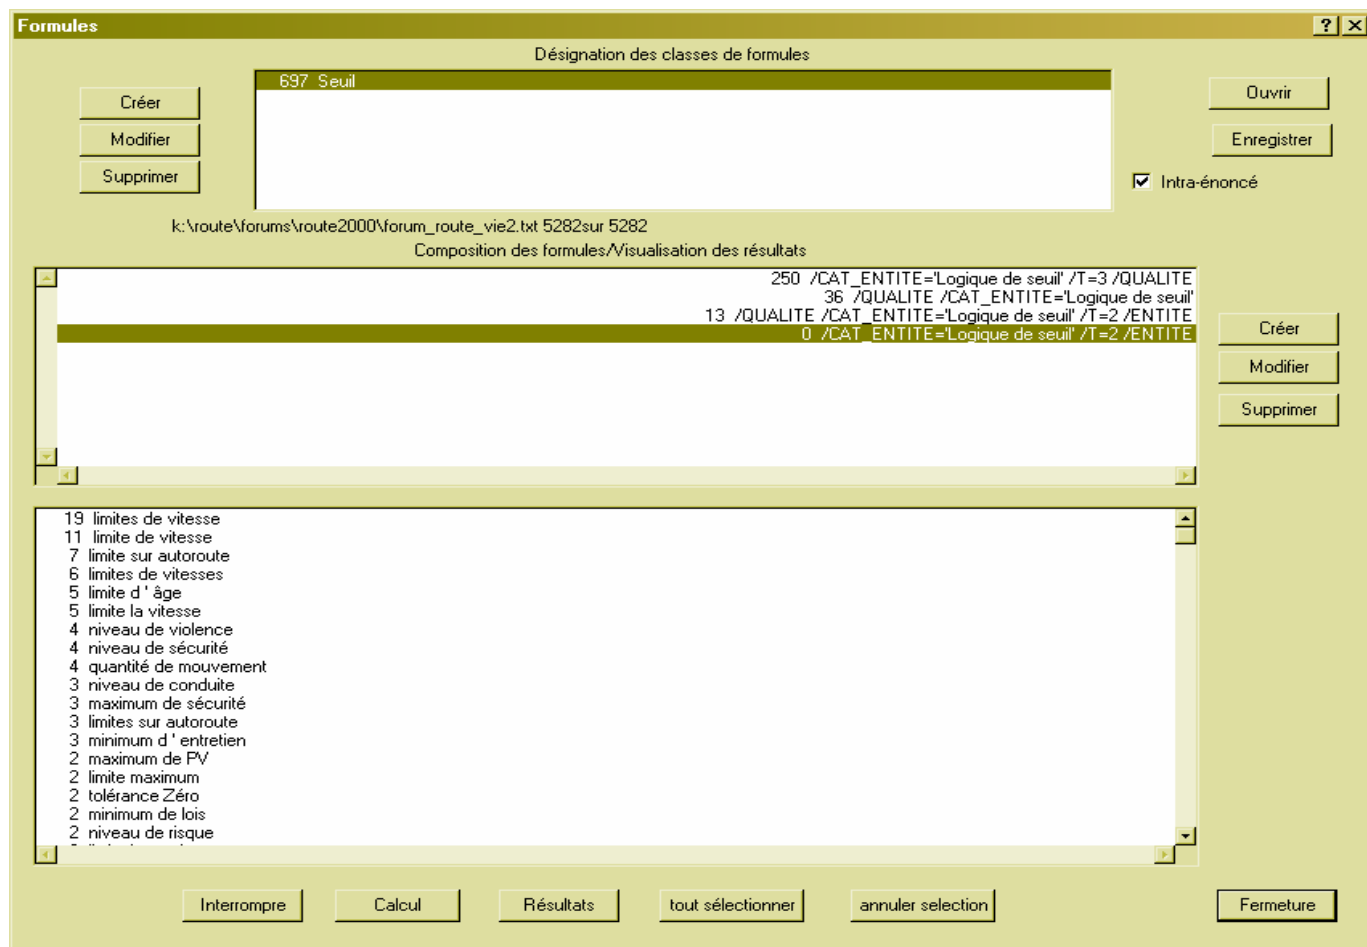 Formules
Désignation des classes de formules
697 Seuil
Créer
Modifier
Supprimer
Ouvrir
Enregistrer
Intra-énoncé
k:\route\forums\route2000\forum_route_vie2.txt 5282sur 5282
Composition des formules/Visualisation des résultats
250 /CAT_ENTITE='Logique de seuil' /T=3 /QUALITE
36 /QUALITE /CAT_ENTITE='Logique de seuil'
13 /QUALITE /CAT_ENTITE='Logique de seuil' /T=2 /ENTITE
0 /CAT_ENTITE='Logique de seuil' /T=2 /ENTITE
Créer
Modifier
Supprimer
19 limites de vitesse
11 limite de vitesse
7 limite sur autoroute
6 limites de vitesses
5 limite d ' âge
5 limite la vitesse
4 niveau de violence
4 niveau de sécurité
4 quantité de mouvement
3 niveau de conduite
3 maximum de sécurité
3 limites sur autoroute
3 minimum d ' entretien
2 maximum de PV
2 limite maximum
2 tolérance Zéro
2 minimum de lois
2 niveau de risque
Interrompre
Calcul
Résultats
tout sélectionner
annuler selection
Fermeture